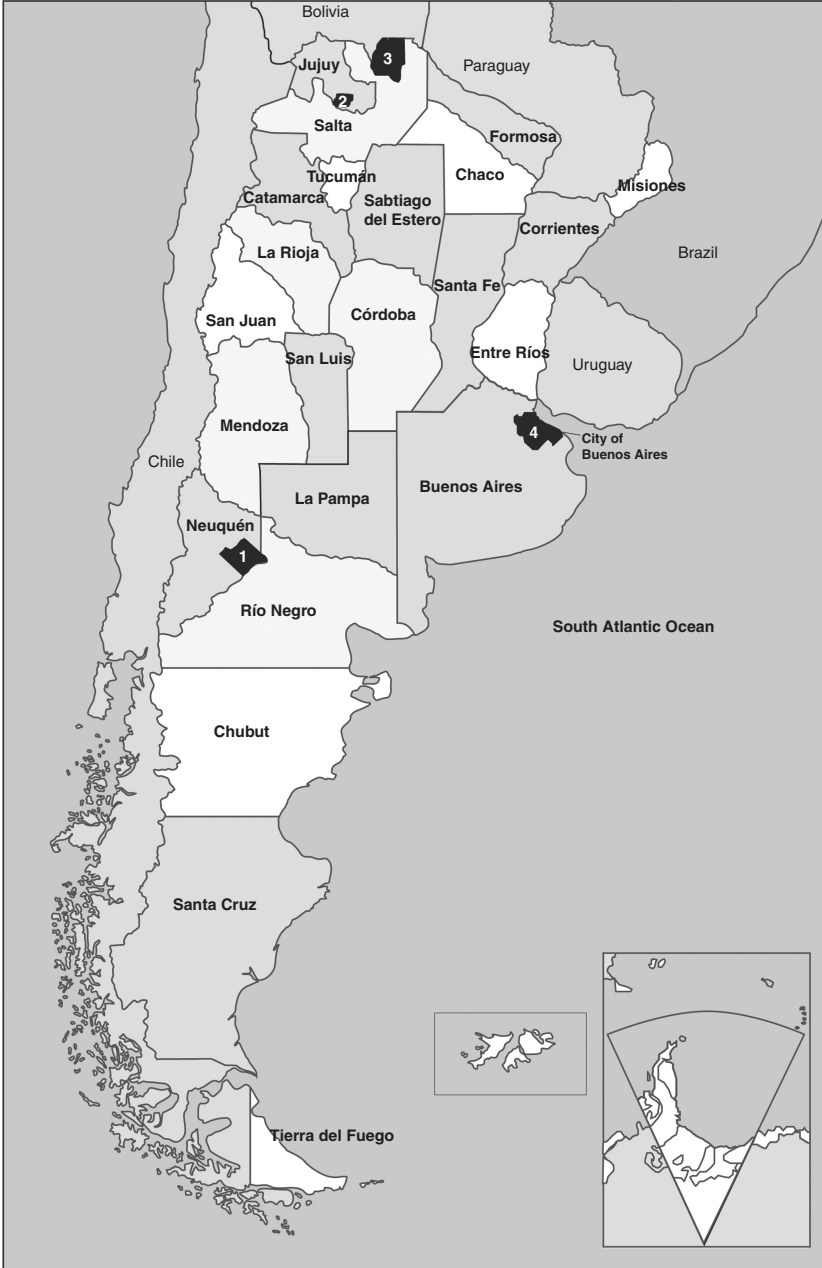 Bolivia
3
Jujuy
Paraguay
2
Salta
Formosa
Chaco
Tucumán
Misiones
Catamarca
Sabtiago
del Estero
Corrientes
La Rioja
Brazil
Santa Fe
Córdoba
San Juan
Entre Ríos
San Luis
Uruguay
Mendoza
4
City of
Buenos Aires
Chile
Buenos Aires
La Pampa
Neuquén
1
Río Negro
South Atlantic Ocean
Chubut
Santa Cruz
Tierra del Fuego